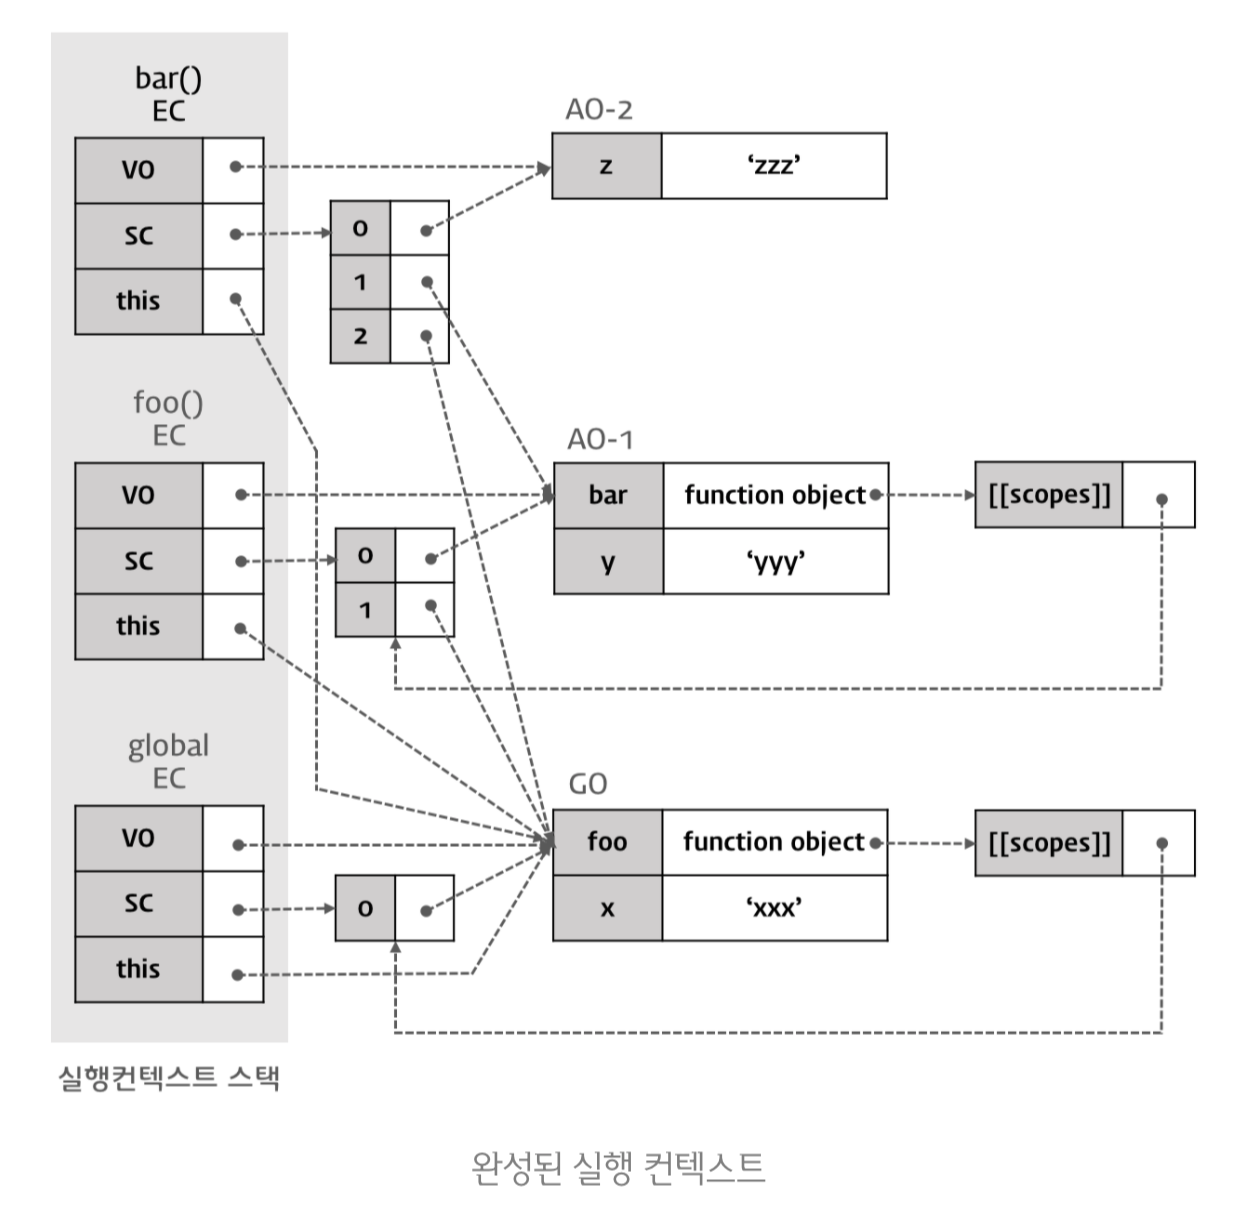 bar()
EC
VO
SC
this
AO-2
z ‘zzz’
0
1
2
foo()
EC
VO
SC
this
0
1
AO-1
bar function object
y ‘yyy’
[[scopes]]
global
EC
VO
SC
this
0
GO
foo function object
x ‘xxx’
[[scopes]]
실행컨텍스트 스택
완성된 실행 컨텍스트